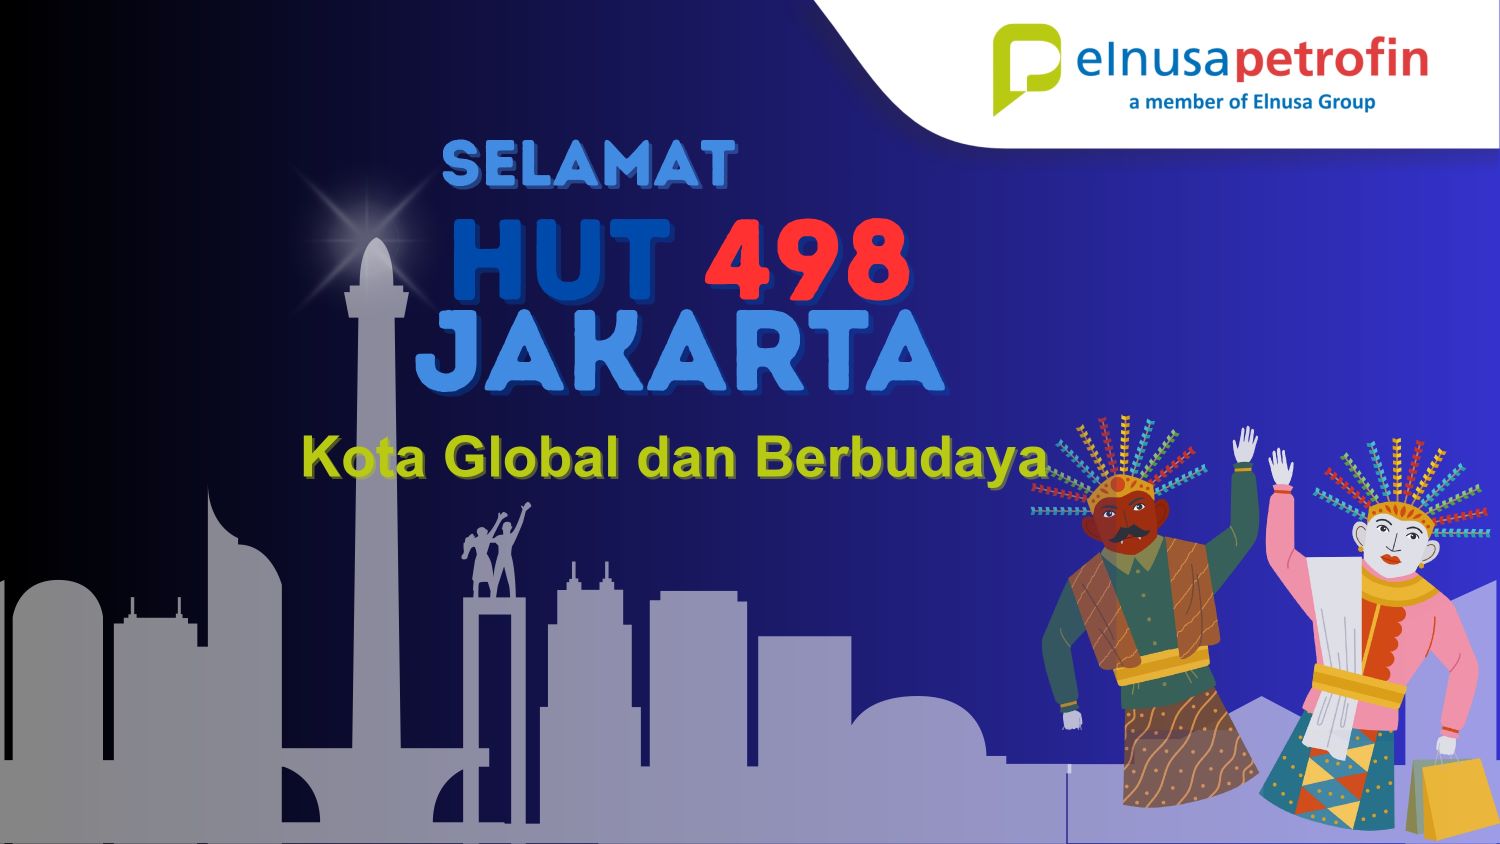 elnusapetrofin
a member of Elnusa Group
SELAMAT
HUT 498
JAKARTA
Kota Global dan Berbudaya